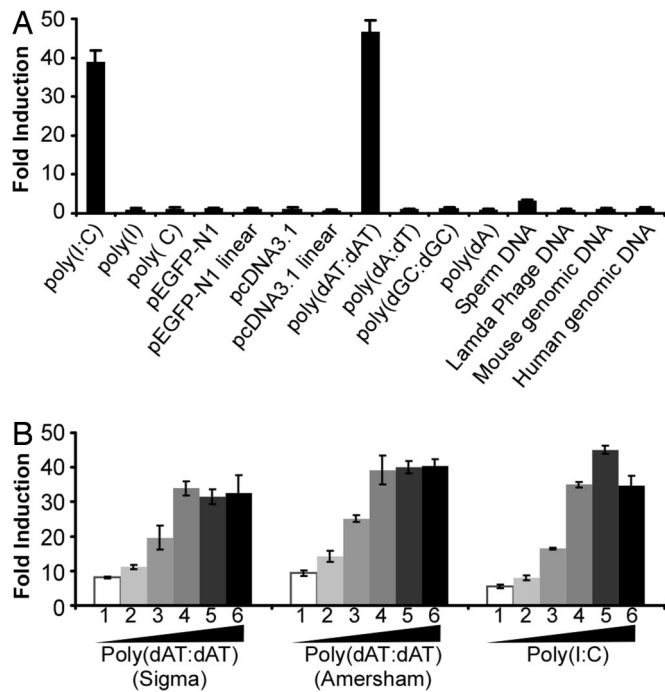 A
Fold Induction
50
40
30
20
10
0
poly(I:C)
poly(I)
poly( C)
pEGFP-N1
pEGFP-N1 linear
pcDNA3.1
pcDNA3.1 linear
poly(dAT:dAT)
poly(dA:dT)
poly(dGC:dGC)
poly(dA)
Sperm DNA
Lamda Phage DNA
Mouse genomic DNA
Human genomic DNA
B
Fold Induction
50
40
30
20
10
0
1 2 3 4 5 6 1 2 3 4 5 6 1 2 3 4 5 6
Poly(dAT:dAT) Poly(dAT:dAT) Poly(I:C)
(Sigma) (Amersham)